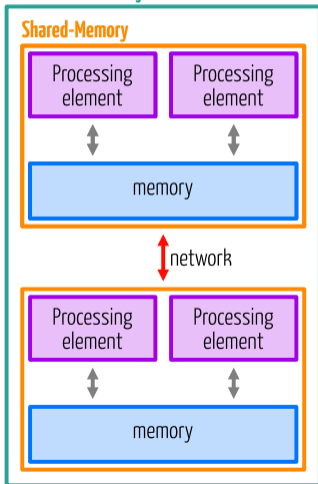 Shared-Memory
Processing
element
Processing
element
memory
network
Processing
element
Processing
element
memory